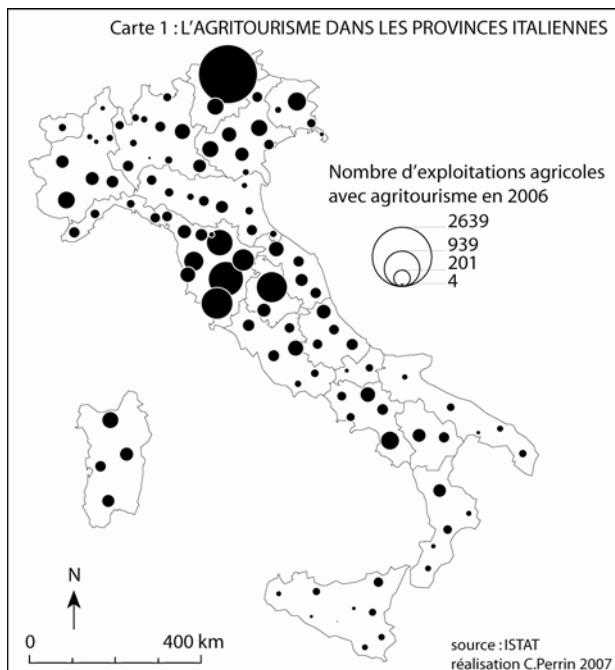 Carte 1 : L'AGRITOURISME DANS LES PROVINCES ITALIENNES
Nombre d'exploitations agricoles
avec agritourisme en 2006
2639
939
201
4
N
0 400 km
source : ISTAT
réalisation C.Perrin 2007